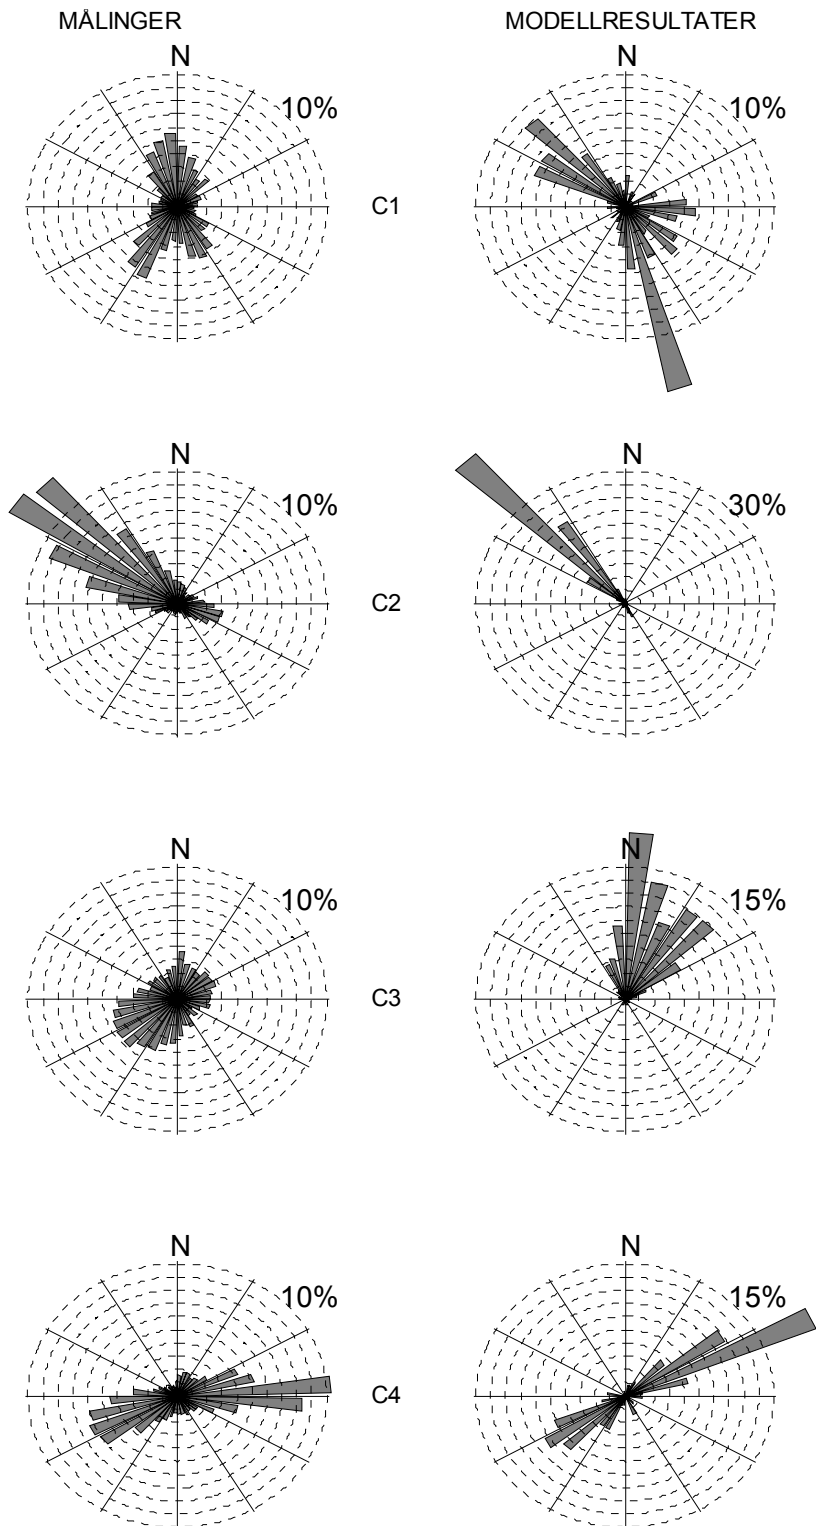 MÅLINGER MODELLRESULTATER
N N
10% 10%
C1
N N
10% 30%
C2
N N
10% 15%
C3
N N
10% 15%
C4